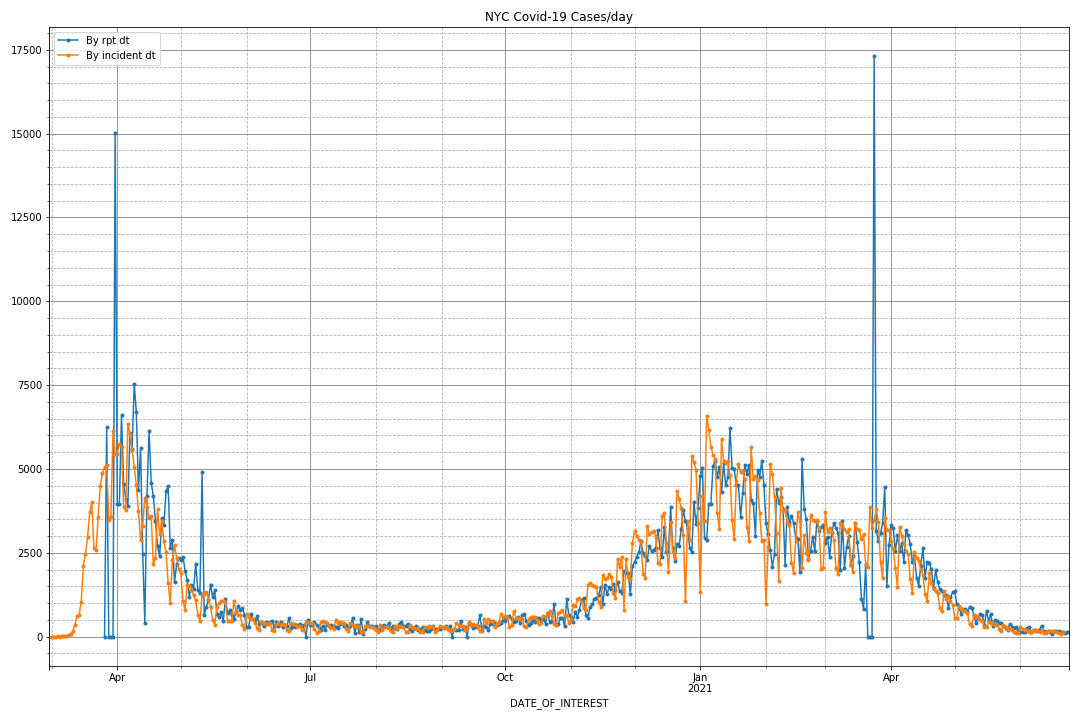 NYC Covid-19 Cases/day
By rpt dt
By incident dt
17500
15000
12500
10000
7500
5000
2500
0
Apr
Jul
Oct
Jan
2021
Apr
DATE_OF_INTEREST